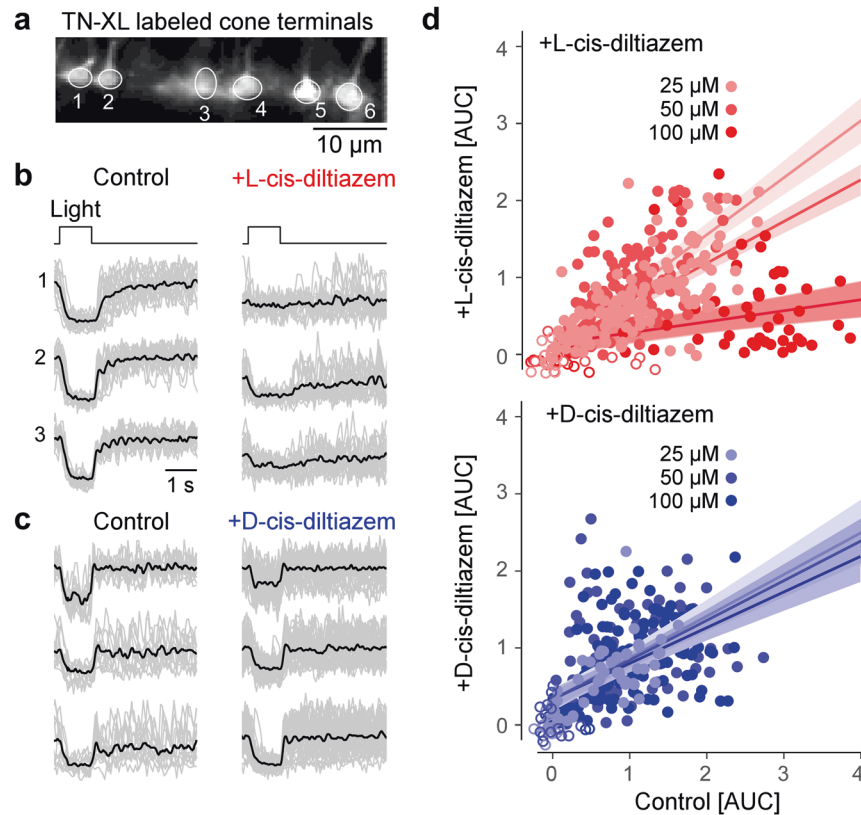 a
TN-XL labeled cone terminals
1 2 3 4 5 6
10 µm
b
Control
+L-cis-diltiazem
Light
1
2
3
1 s
c
Control
+D-cis-diltiazem
d
+L-cis-diltiazem
25 µM
50 µM
100 µM
4
3
2
1
0
+L-cis-diltiazem [AUC]
+D-cis-diltiazem
25 µM
50 µM
100 µM
4
3
2
1
0
+D-cis-diltiazem [AUC]
0 1 2 3 4
Control [AUC]